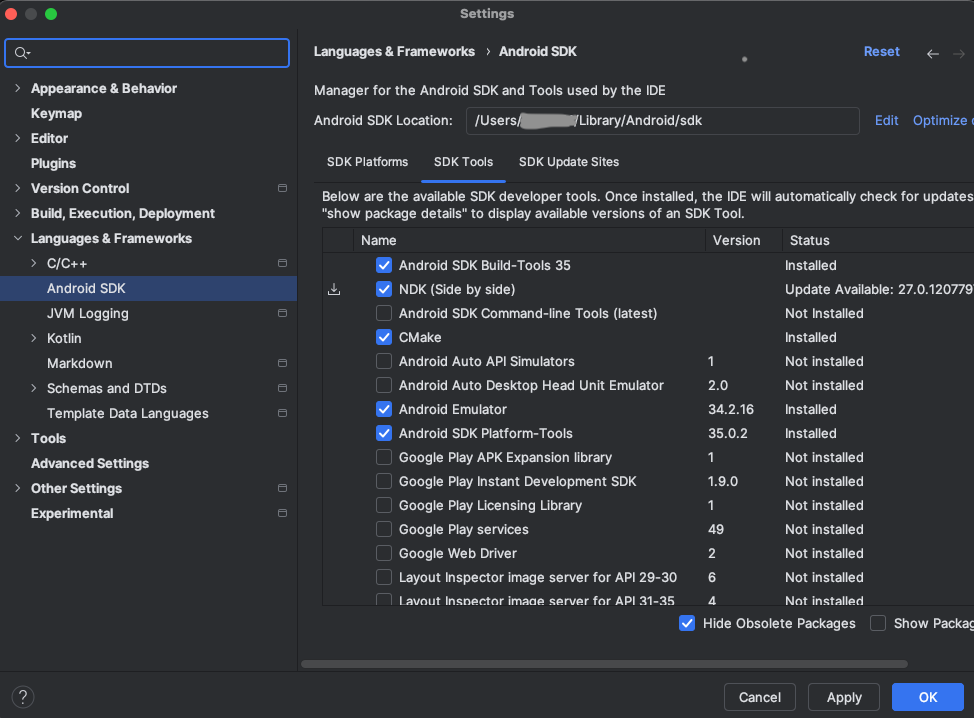 Settings
Languages & Frameworks › Android SDK
Reset
Appearance & Behavior
Keymap
Editor
Plugins
Version Control
Build, Execution, Deployment
Languages & Frameworks
C/C++
Android SDK
JVM Logging
Kotlin
Markdown
Schemas and DTDs
Template Data Languages
Tools
Advanced Settings
Other Settings
Experimental
Manager for the Android SDK and Tools used by the IDE
Android SDK Location: /Users/ /Library/Android/sdk Edit Optimize
SDK Platforms SDK Tools SDK Update Sites
Below are the available SDK developer tools. Once installed, the IDE will automatically check for updates
"show package details" to display available versions of an SDK Tool.
Name Version Status
Android SDK Build-Tools 35 Installed
NDK (Side by side) Update Available: 27.0.120779
Android SDK Command-line Tools (latest) Not Installed
CMake Installed
Android Auto API Simulators 1 Not installed
Android Auto Desktop Head Unit Emulator 2.0 Not installed
Android Emulator 34.2.16 Installed
Android SDK Platform-Tools 35.0.2 Installed
Google Play APK Expansion library 1 Not installed
Google Play Instant Development SDK 1.9.0 Not installed
Google Play Licensing Library 1 Not installed
Google Play services 49 Not installed
Google Web Driver 2 Not installed
Layout Inspector image server for API 29-30 6 Not installed
Layout Inspector image server for API 31-35 4 Not installed
Hide Obsolete Packages Show Packag
? Cancel Apply OK